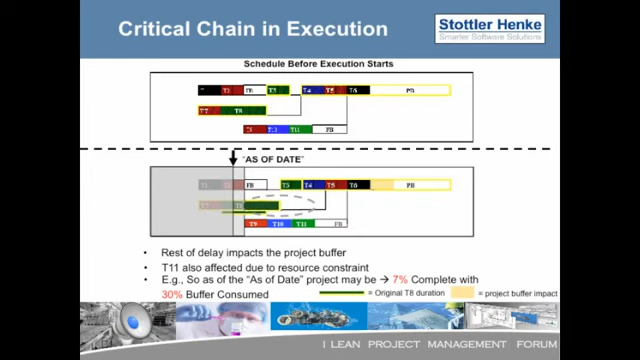 Critical Chain in Execution
Stottler Henke
Smarter Software Solutions
Schedule Before Execution Starts
FB T3 T4 T5 T6 PB
T7 T8
T10 T11 FB
"AS OF DATE"
T1 T2 FB T3 T4 T5 T6 PB
T9 T10 T11 FB
• Rest of delay impacts the project buffer
• T11 also affected due to resource constraint
• E.g., So as of the "As of Date" project may be → 7% Complete with
30% Buffer Consumed
= Original T8 duration
= project buffer impact
I LEAN PROJECT MANAGEMENT FORUM